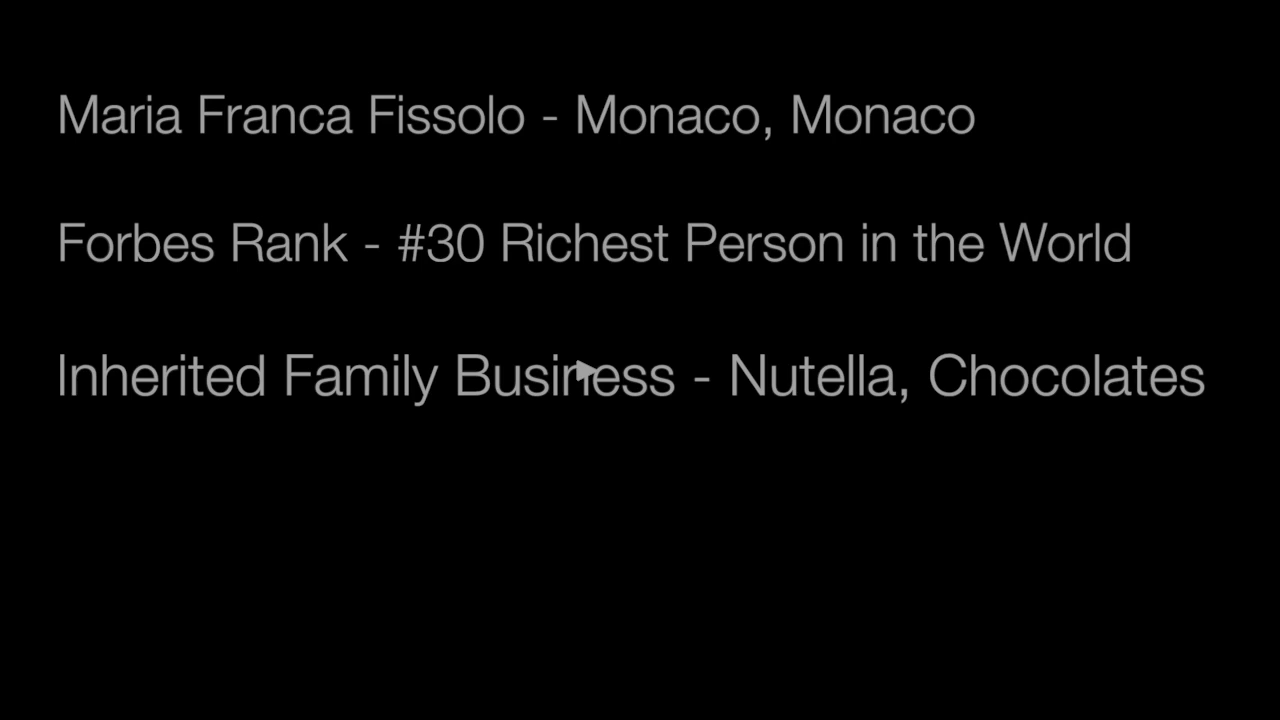 Maria Franca Fissolo - Monaco, Monaco
Forbes Rank - #30 Richest Person in the World
Inherited Family Business - Nutella, Chocolates